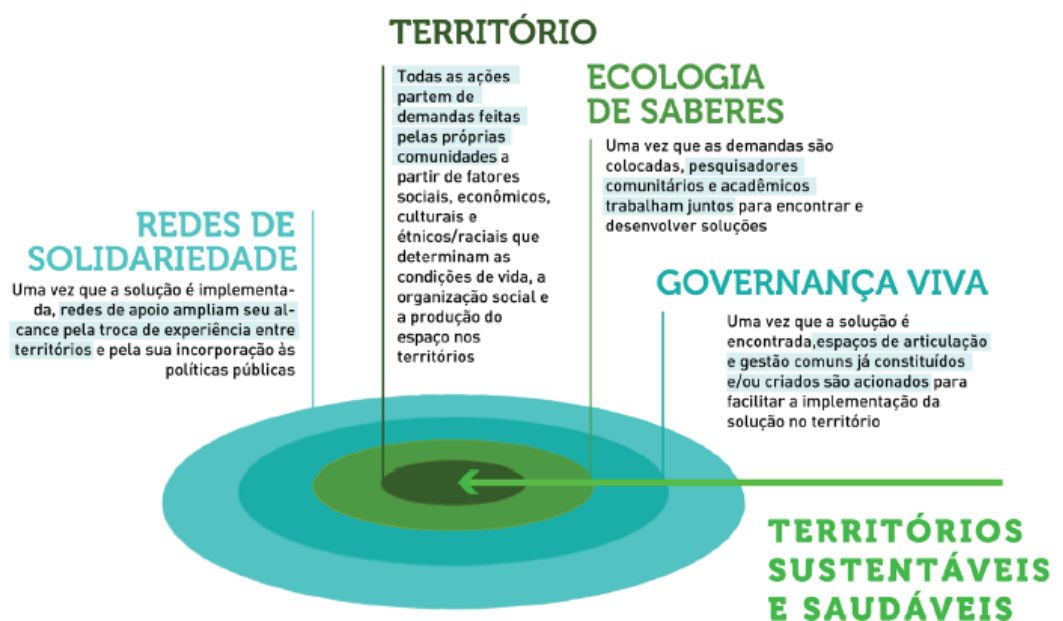 TERRITÓRIO
Todas as ações
partem de
demandas feitas
pelas próprias
comunidades a
partir de fatores
sociais, econômicos,
culturais e
étnicos/raciais que
determinam as
condições de vida, a
organização social e
a produção do
espaço nos
territórios
ECOLOGIA
DE SABERES
Uma vez que as demandas são
colocadas, pesquisadores
comunitários e acadêmicos
trabalham juntos para encontrar e
desenvolver soluções
REDES DE
SOLIDARIEDADE
Uma vez que a solução é implementa-
da, redes de apoio ampliam seu al-
cance pela troca de experiência entre
territórios e pela sua incorporação às
políticas públicas
GOVERNANÇA VIVA
Uma vez que a solução é
encontrada,espaços de articulação
e gestão comuns já constituídos
e/ou criados são acionados para
facilitar a implementação da
solução no território
TERRITÓRIOS
SUSTENTÁVEIS
E SAUDÁVEIS